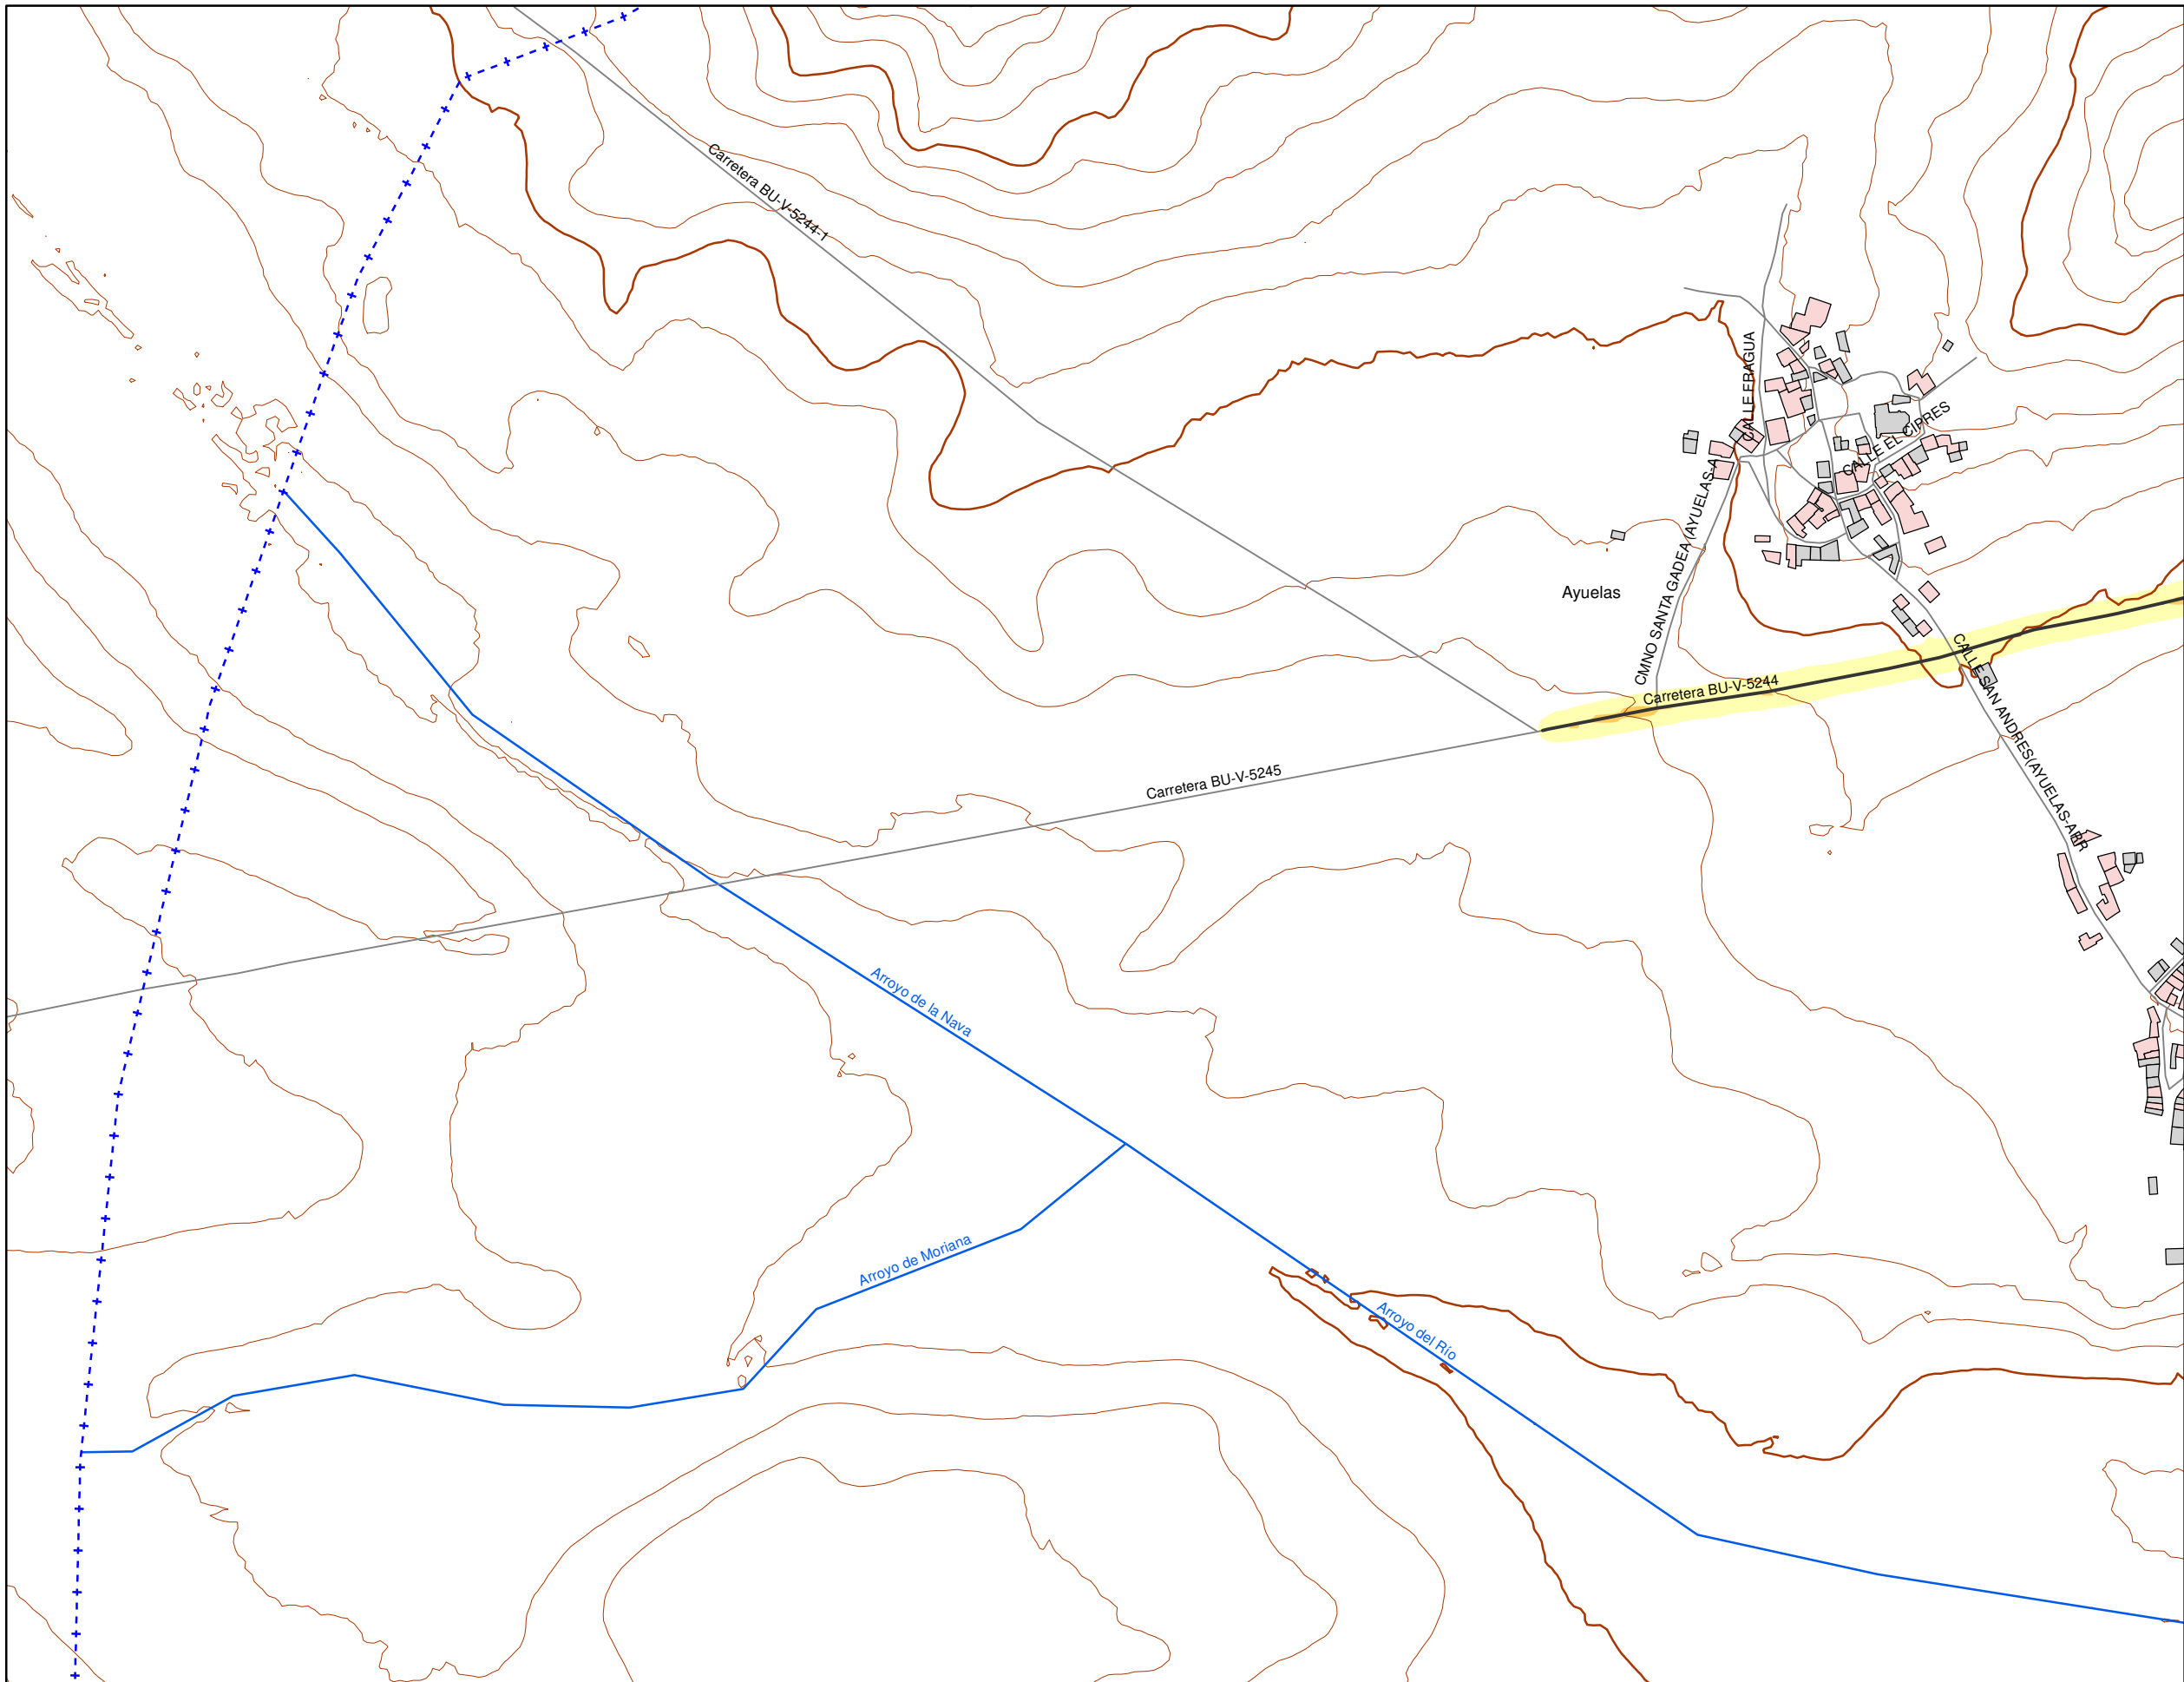 Carretera BU-V-5244-1
CALLE ERAGUA
CALLE EL CIPRES
CMNO SANTA GADEA (AYUELAS-A
Ayuelas
CALLE SAN ANDRES(AYUELAS-ABR
Carretera BU-V-5244
Carretera BU-V-5245
Arroyo de la Nava
Arroyo de Moriana
Arroyo del Río